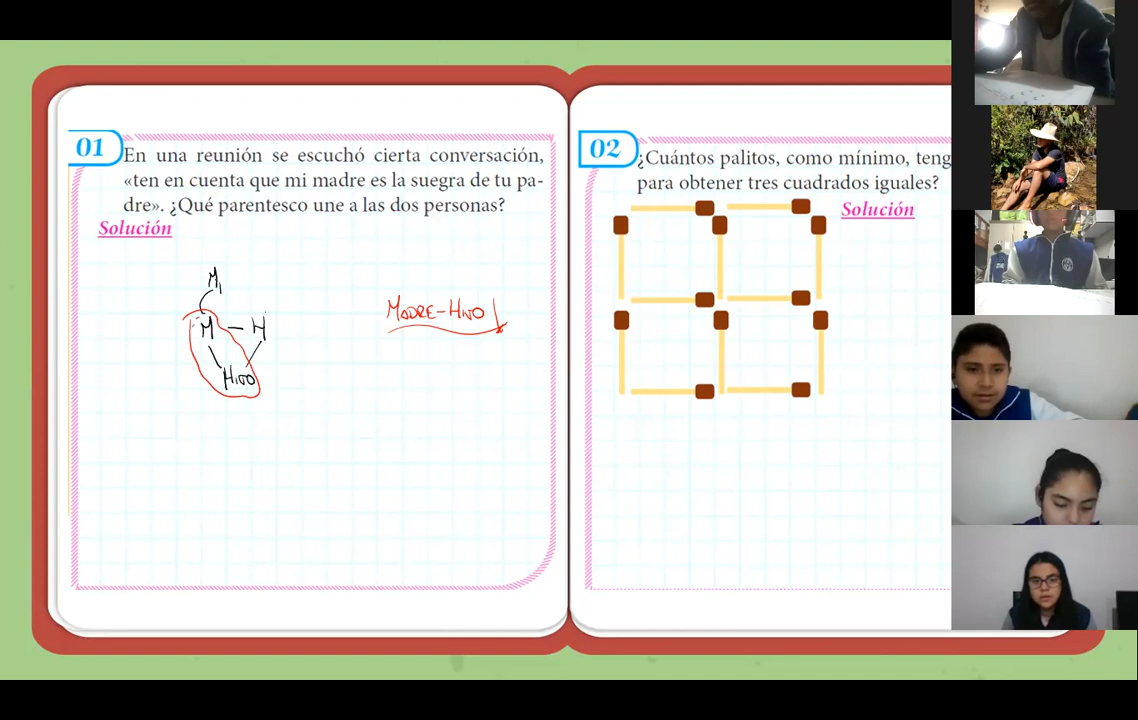 01
En una reunión se escuchó cierta conversación,
«ten en cuenta que mi madre es la suegra de tu pa-
dre». ¿Qué parentesco une a las dos personas?
Solución
M1
M – H
HIJO
MADRE-HIJO
02
¿Cuántos palitos, como mínimo, teng
para obtener tres cuadrados iguales?
Solución